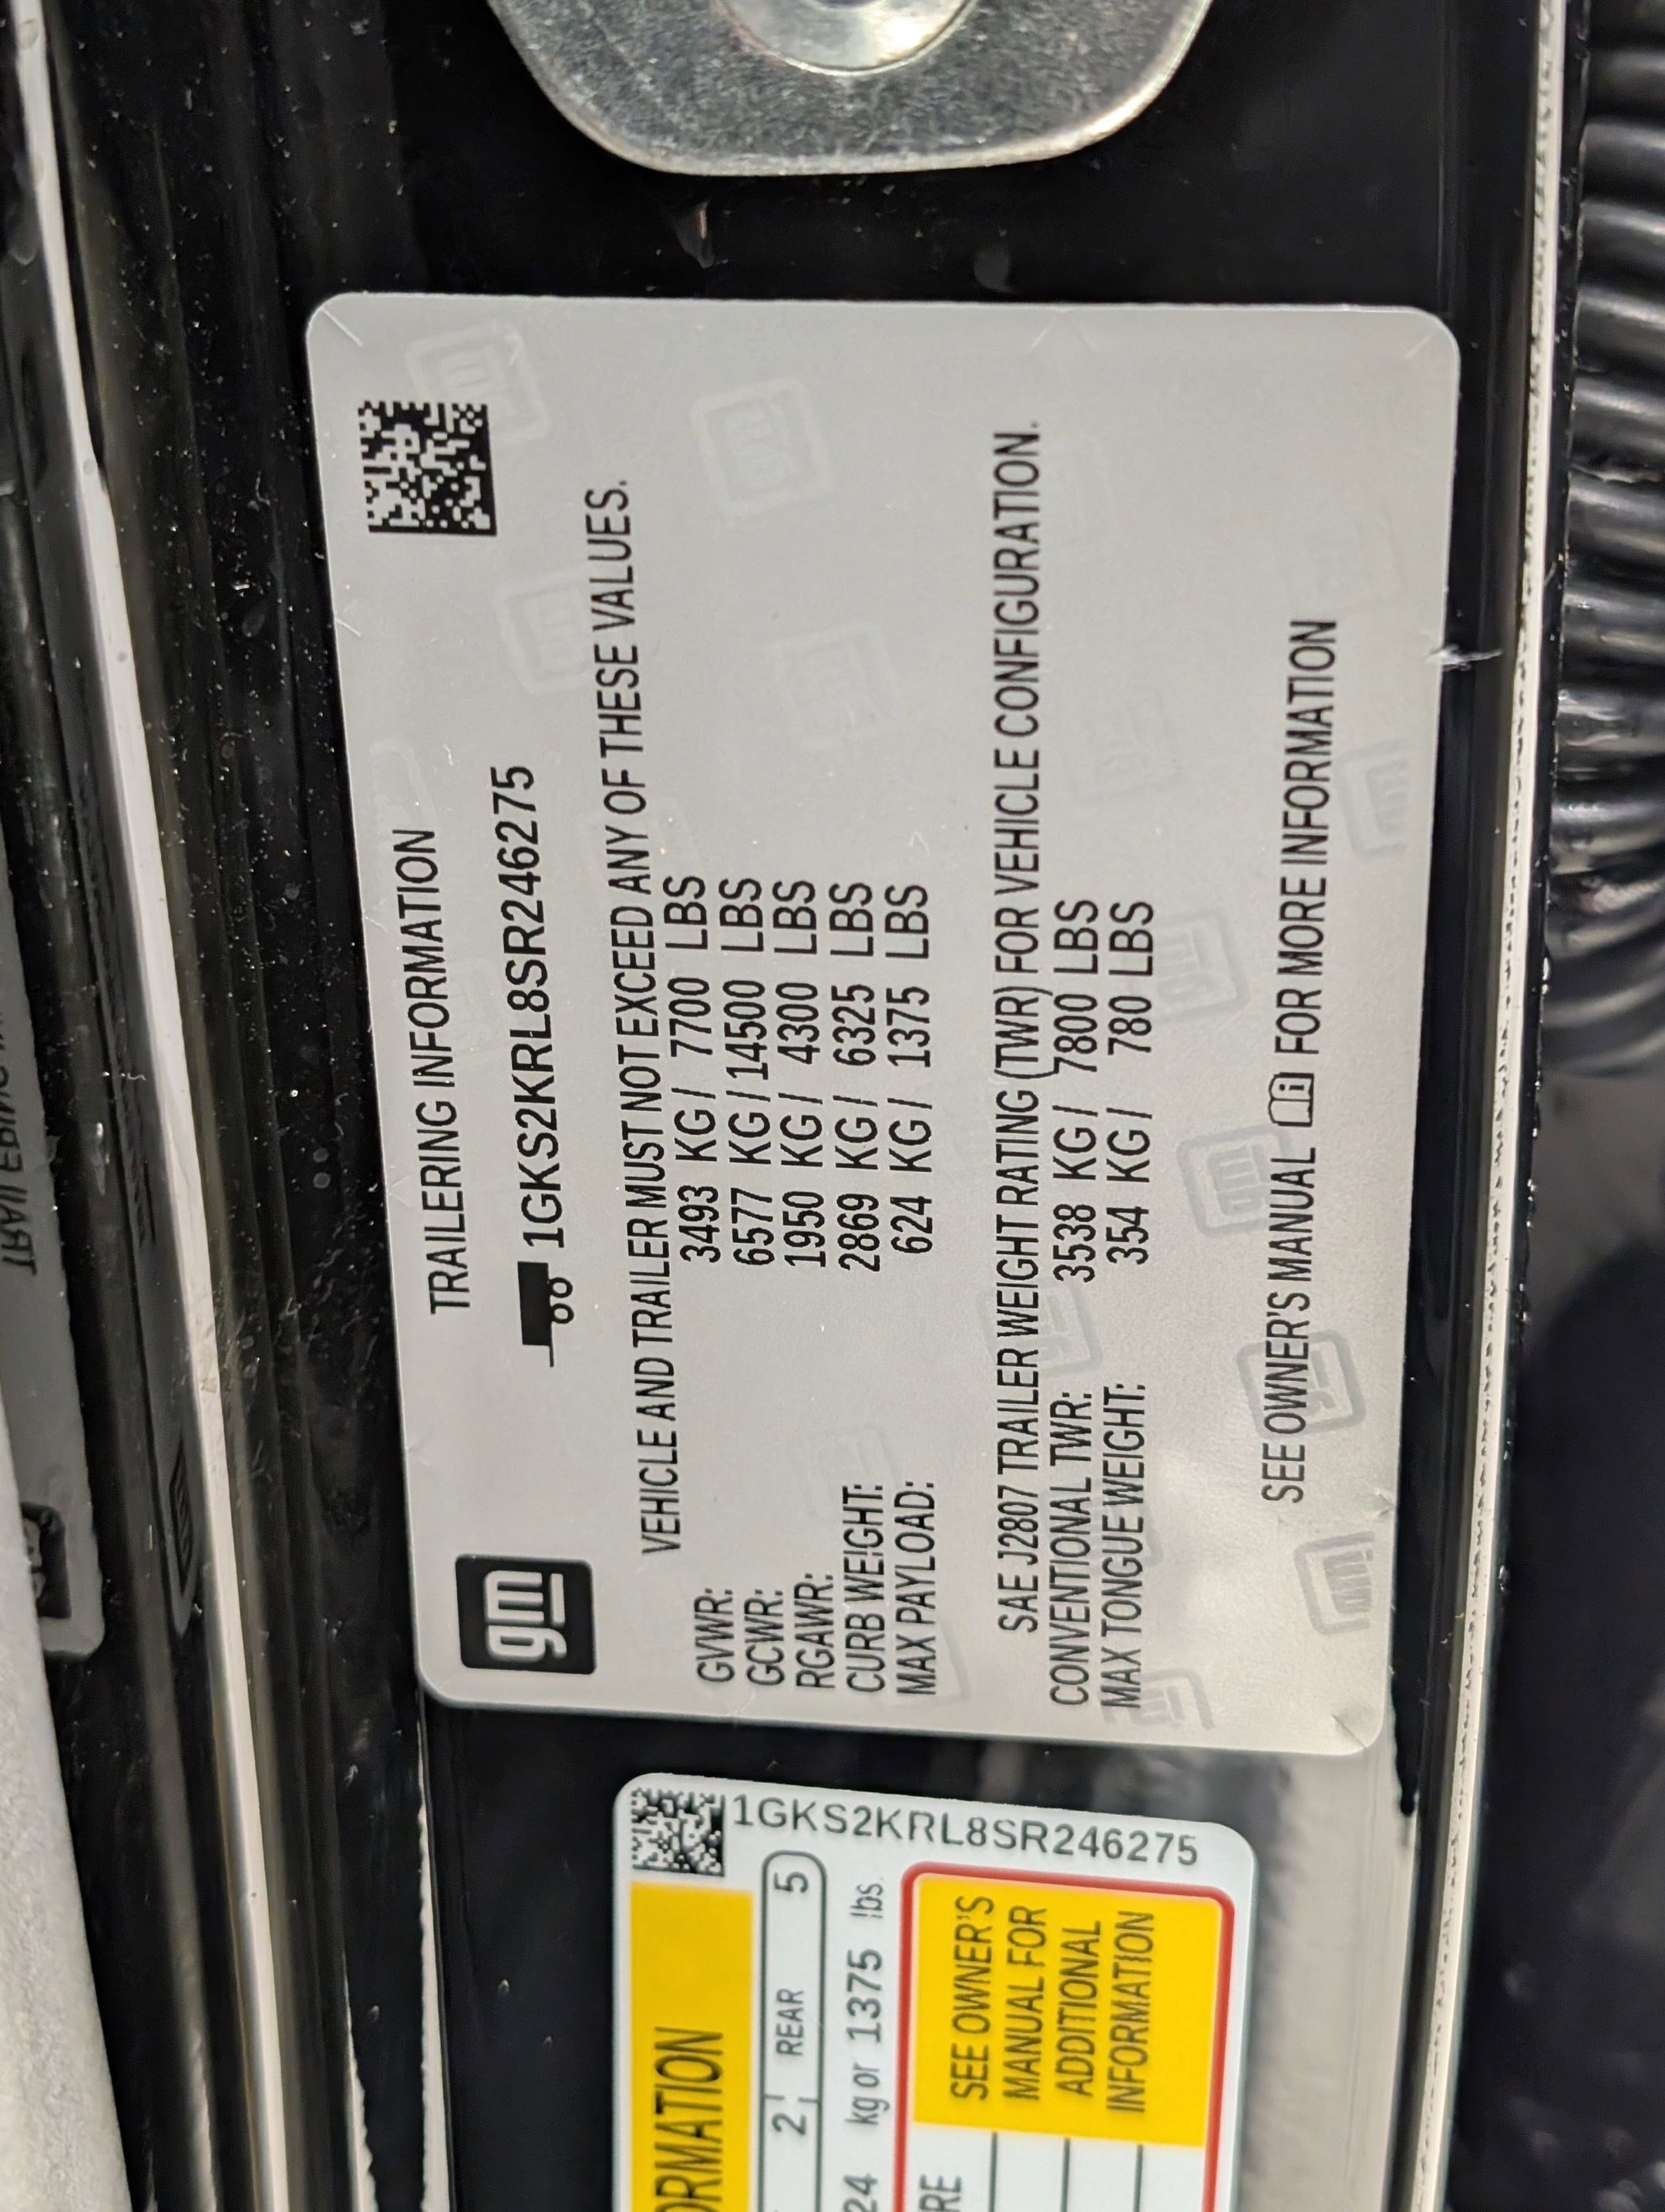 TRAILERING INFORMATION
gm
1GKS2KRL8SR246275
VEHICLE AND TRAILER MUST NOT EXCEED ANY OF THESE VALUES.
GVWR: 3493 KG / 7700 LBS
GCWR: 6577 KG / 14500 LBS
RGAWR: 1950 KG / 4300 LBS
CURB WEIGHT: 2869 KG / 6325 LBS
MAX PAYLOAD: 624 KG / 1375 LBS
SAE J2807 TRAILER WEIGHT RATING (TWR) FOR VEHICLE CONFIGURATION.
CONVENTIONAL TWR: 3538 KG / 7800 LBS
MAX TONGUE WEIGHT: 354 KG / 780 LBS
SEE OWNER'S MANUAL i FOR MORE INFORMATION
ORMATION
2 REAR 5
24 kg or 1375 lbs.
RE
SEE OWNER'S
MANUAL FOR
ADDITIONAL
INFORMATION
1GKS2KRL8SR246275